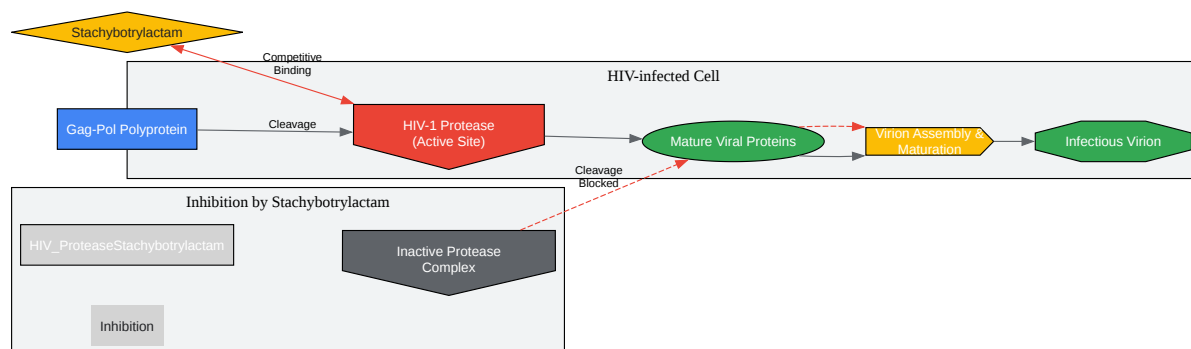 Stachybotrylactam
Competitive
Binding
HIV-infected Cell
Gag-Pol Polyprotein
Cleavage
HIV-1 Protease
(Active Site)
Mature Viral Proteins
Virion Assembly &
Maturation
Infectious Virion
Cleavage
Blocked
Inhibition by Stachybotrylactam
HIV_ProteaseStachybotrylactam
Inactive Protease
Complex
Inhibition